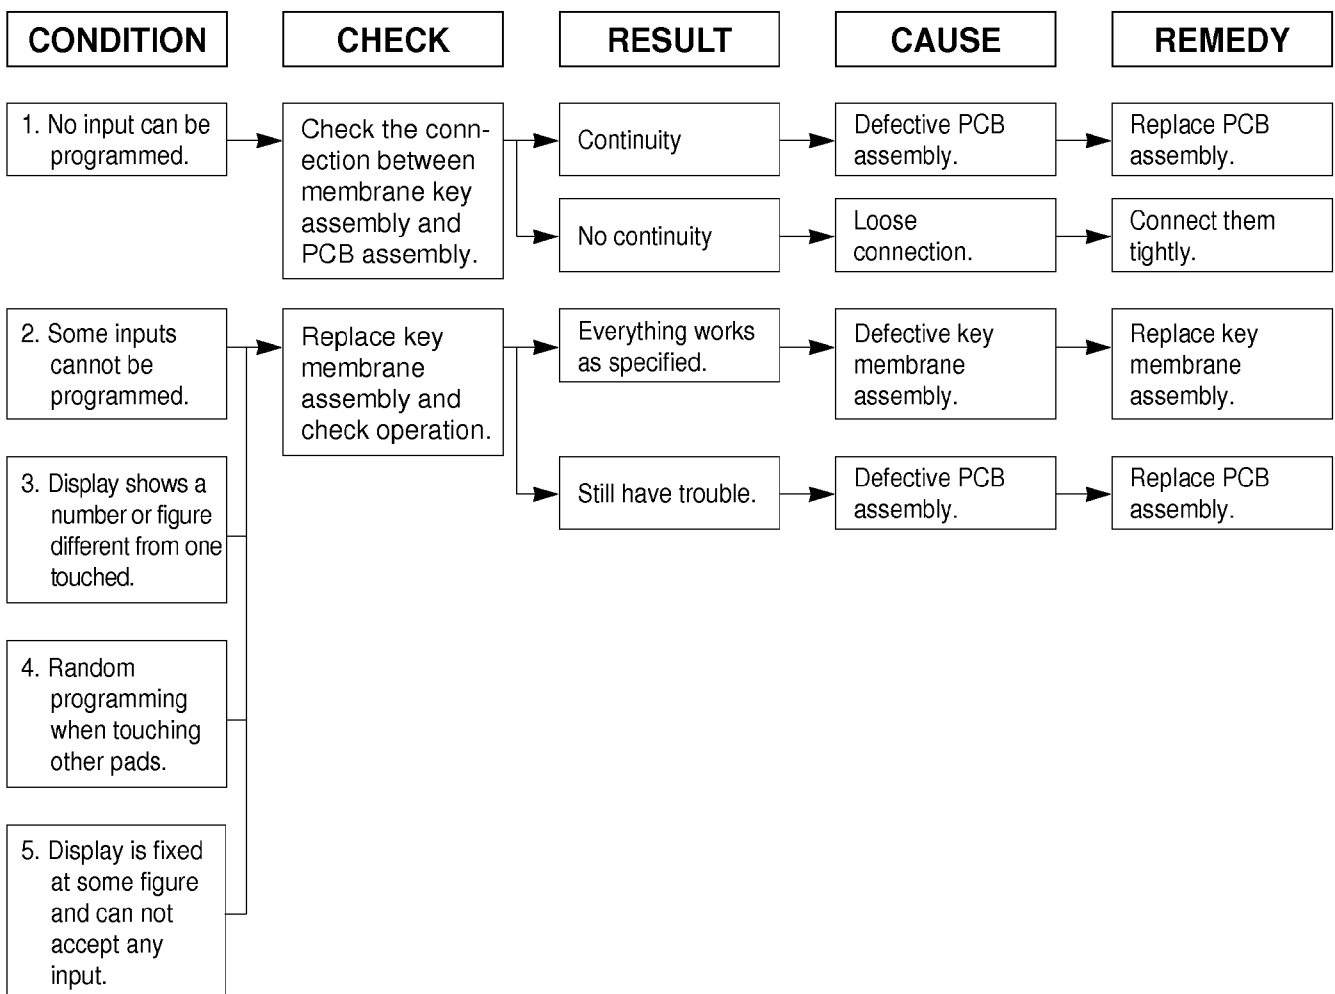 CONDITION
CHECK
RESULT
CAUSE
REMEDY
1. No input can be
programmed.
Check the conn-
ection between
membrane key
assembly and
PCB assembly.
Continuity
Defective PCB
assembly.
Replace PCB
assembly.
No continuity
Loose
connection.
Connect them
tightly.
2. Some inputs
cannot be
programmed.
Replace key
membrane
assembly and
check operation.
Everything works
as specified.
Defective key
membrane
assembly.
Replace key
membrane
assembly.
Still have trouble.
Defective PCB
assembly.
Replace PCB
assembly.
3. Display shows a
number or figure
different from one
touched.
4. Random
programming
when touching
other pads.
5. Display is fixed
at some figure
and can not
accept any
input.